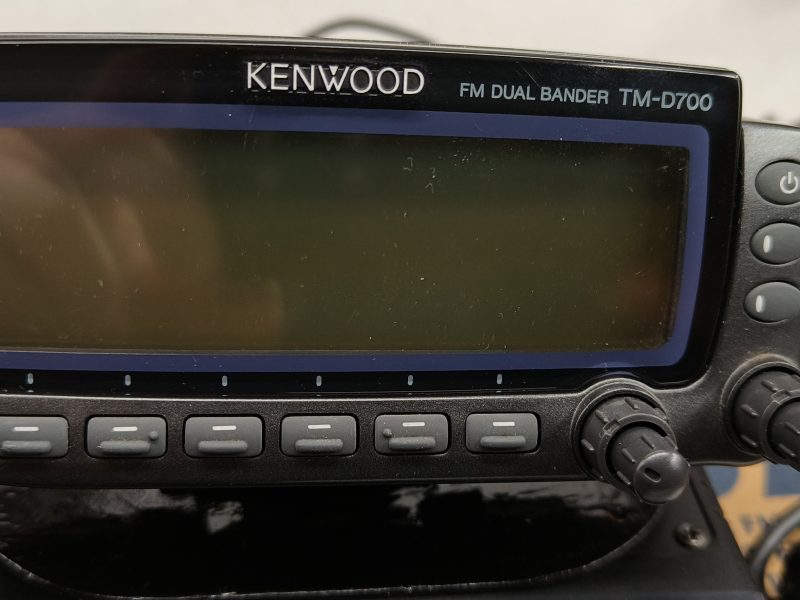 KENWOOD FM DUAL BANDER TM-D700